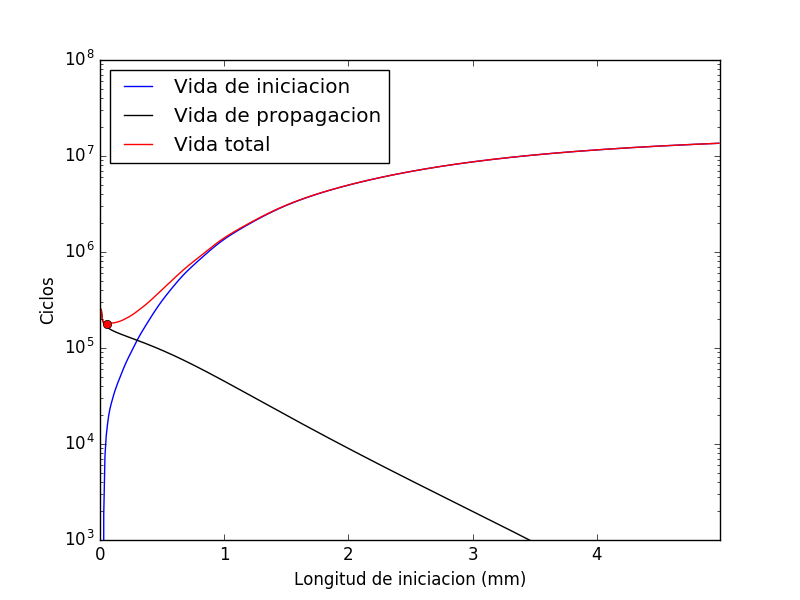 10^8
Vida de iniciacion
Vida de propagacion
Vida total
10^7
10^6
10^5
10^4
10^3
Ciclos
0 1 2 3 4
Longitud de iniciacion (mm)